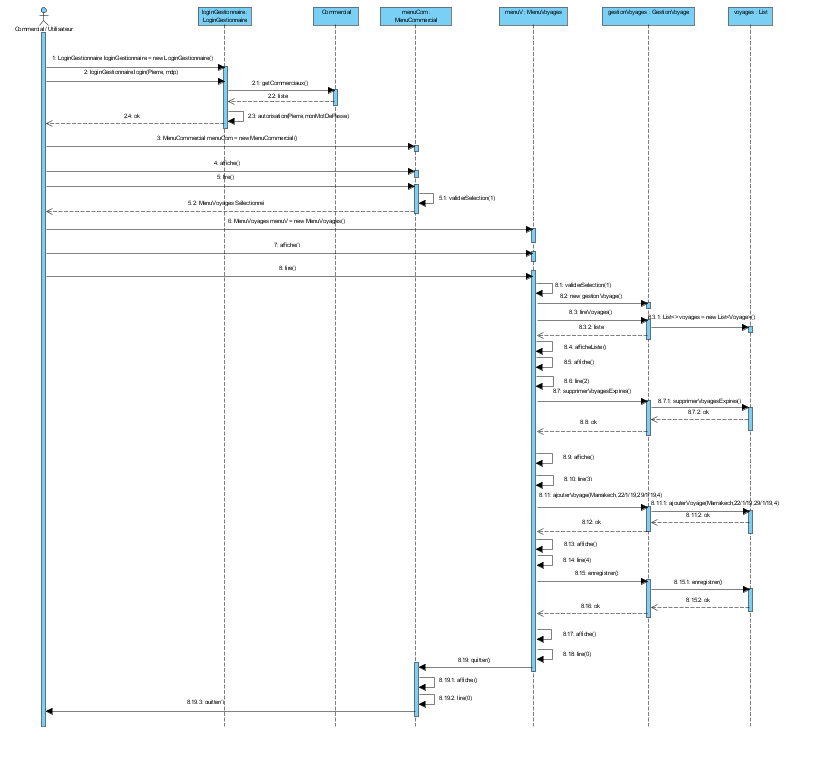 loginGestionnaire :
LoginGestionnaire
Commercial
menuCom :
MenuCommercial
menuV : MenuVoyages
gestionVoyages : GestionVoyage
voyages : List
Commercial / Utilisateur
1: LoginGestionnaire loginGestionnaire = new LoginGestionnaire()
2: loginGestionnaire.login(Pierre, mdp)
2.1: getCommerciaux()
2.2: liste
2.3: autorisation(Pierre,monMotDePasse)
2.4: ok
3: MenuCommercial menuCom = new MenuCommercial()
4: affiche()
5: lire()
5.1: validerSelection(1)
5.2: MenuVoyages Sélectionné
6: MenuVoyages menuV = new MenuVoyages()
7: affiche()
8: lire()
8.1: validerSelection(1)
8.2: new gestionVoyage()
8.3: lireVoyages()
8.3.1: List<> voyages = new List<Voyage>()
8.3.2: liste
8.4: afficheListe()
8.5: affiche()
8.6: lire(2)
8.7: supprimerVoyagesExpires()
8.7.1: supprimerVoyagesExpires()
8.7.2: ok
8.8: ok
8.9: affiche()
8.10: lire(3)
8.11: ajouterVoyage(Marrakech,22/1/19,29/1/19,4)
8.11.1: ajouterVoyage(Marrakech,22/1/19,29/1/19,4)
8.11.2: ok
8.12: ok
8.13: affiche()
8.14: lire(4)
8.15: enregistrer()
8.15.1: enregistrer()
8.15.2: ok
8.16: ok
8.17: affiche()
8.18: lire(0)
8.19: quitter()
8.19.1: affiche()
8.19.2: lire(0)
8.19.3: quitter()